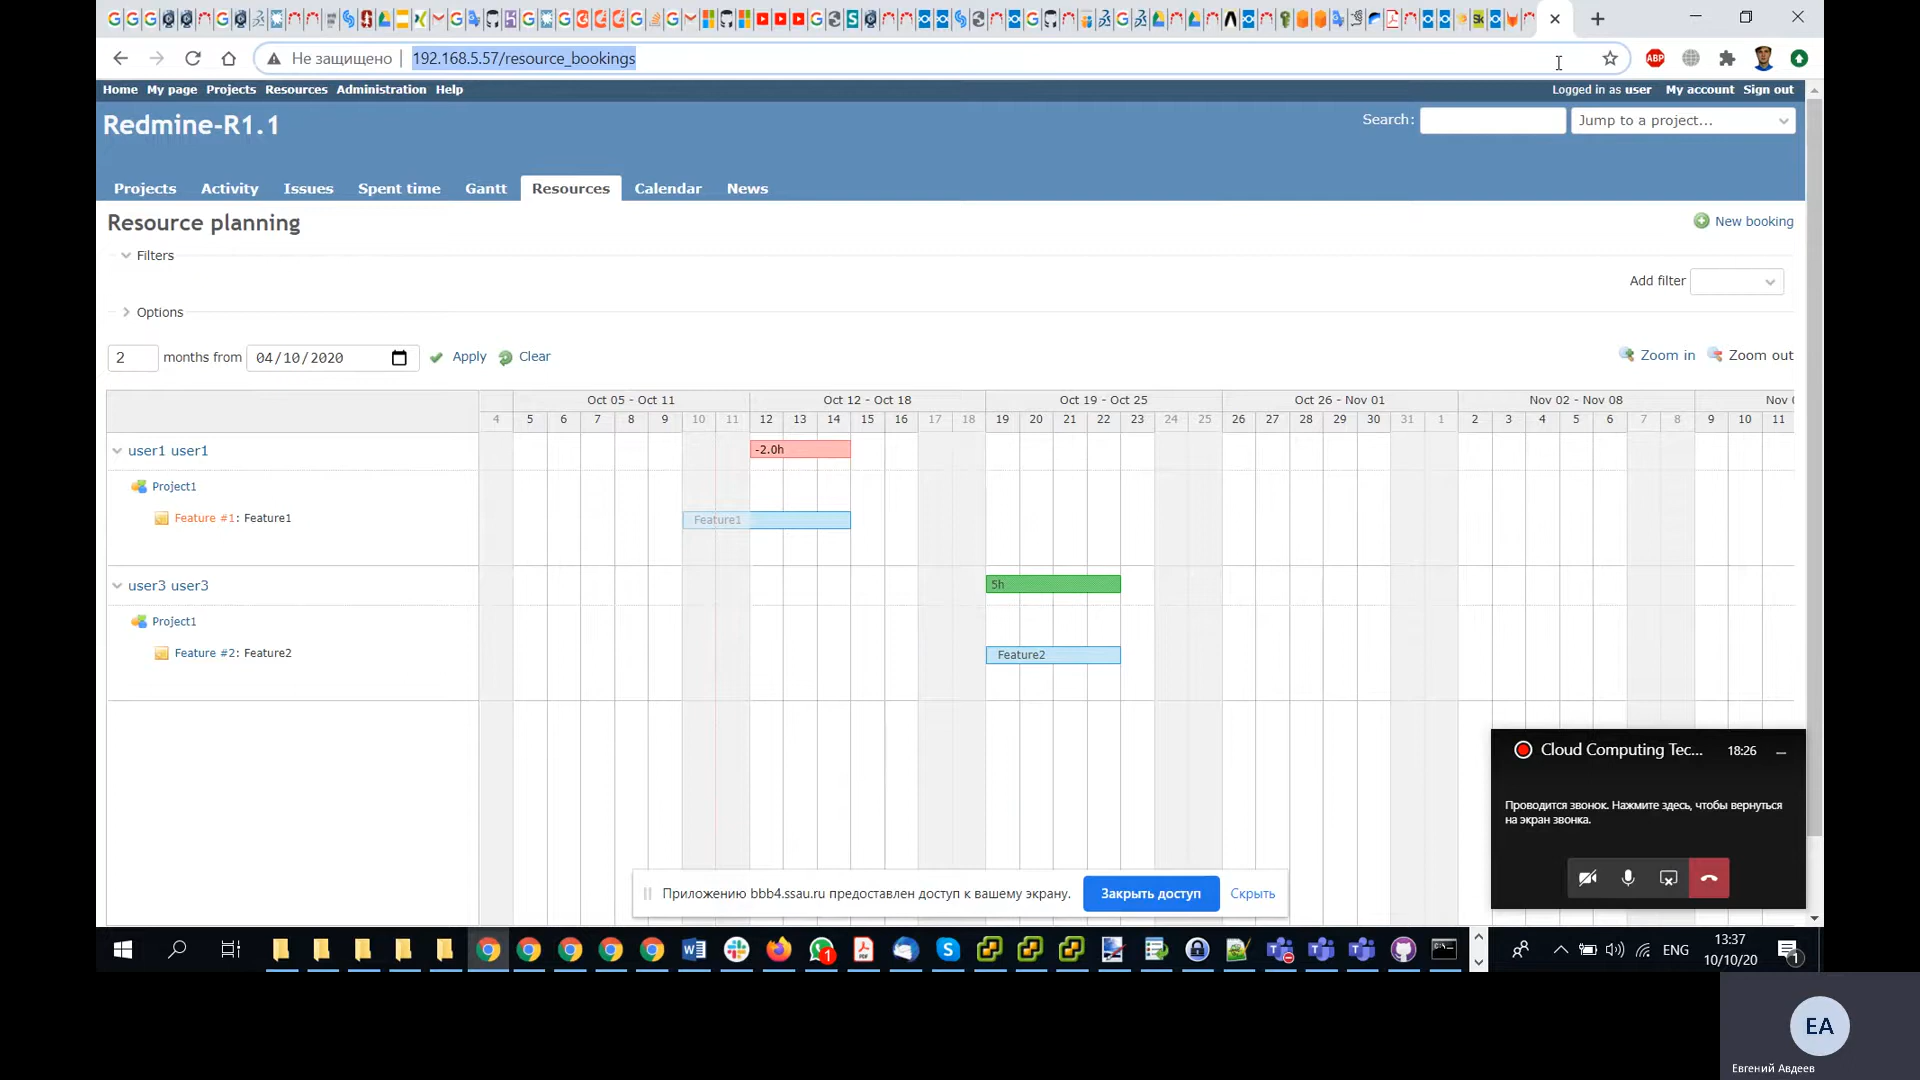 Не защищено | 192.168.5.57/resource_bookings
ABP
Home My page Projects Resources Administration Help
Logged in as user My account Sign out
Redmine-R1.1
Search: Jump to a project...
Projects Activity Issues Spent time Gantt Resources Calendar News
Resource planning
New booking
Filters
Add filter
Options
2 months from 04/10/2020 Apply Clear
Zoom in Zoom out
Oct 05 - Oct 11 Oct 12 - Oct 18 Oct 19 - Oct 25 Oct 26 - Nov 01 Nov 02 - Nov 08 Nov
4 5 6 7 8 9 10 11 12 13 14 15 16 17 18 19 20 21 22 23 24 25 26 27 28 29 30 31 1 2 3 4 5 6 7 8 9 10 11
user1 user1
-2.0h
Project1
Feature #1: Feature1
Feature1
user3 user3
5h
Project1
Feature #2: Feature2
Feature2
Cloud Computing Tec... 18:26
Проводится звонок. Нажмите здесь, чтобы вернуться
на экран звонка.
Приложению bbb4.ssau.ru предоставлен доступ к вашему экрану. Закрыть доступ Скрыть
ENG
13:37
10/10/20
1
1
EA
Евгений Авдеев